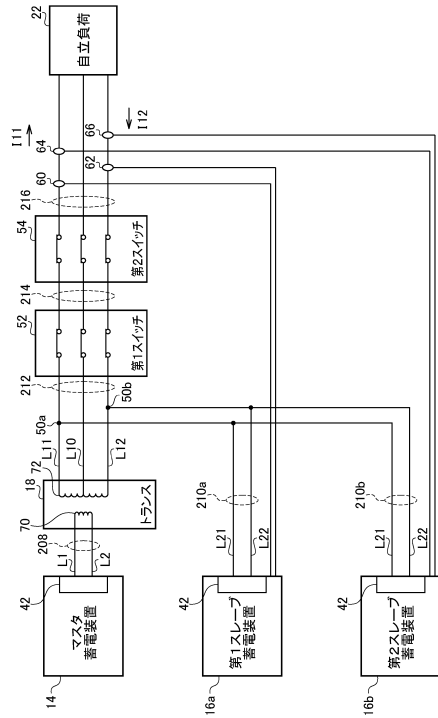 22
自立負荷
I11
I12
64
66
60
62
216
54
第2スイッチ
214
52
第1スイッチ
212
50b
50a
L11
L10
L12
72
18
トランス
70
208
L1
L2
42
マスタ
蓄電装置
14
210a
L21
L22
42
第1スレーブ
蓄電装置
16a
210b
L21
L22
42
第2スレーブ
蓄電装置
16b